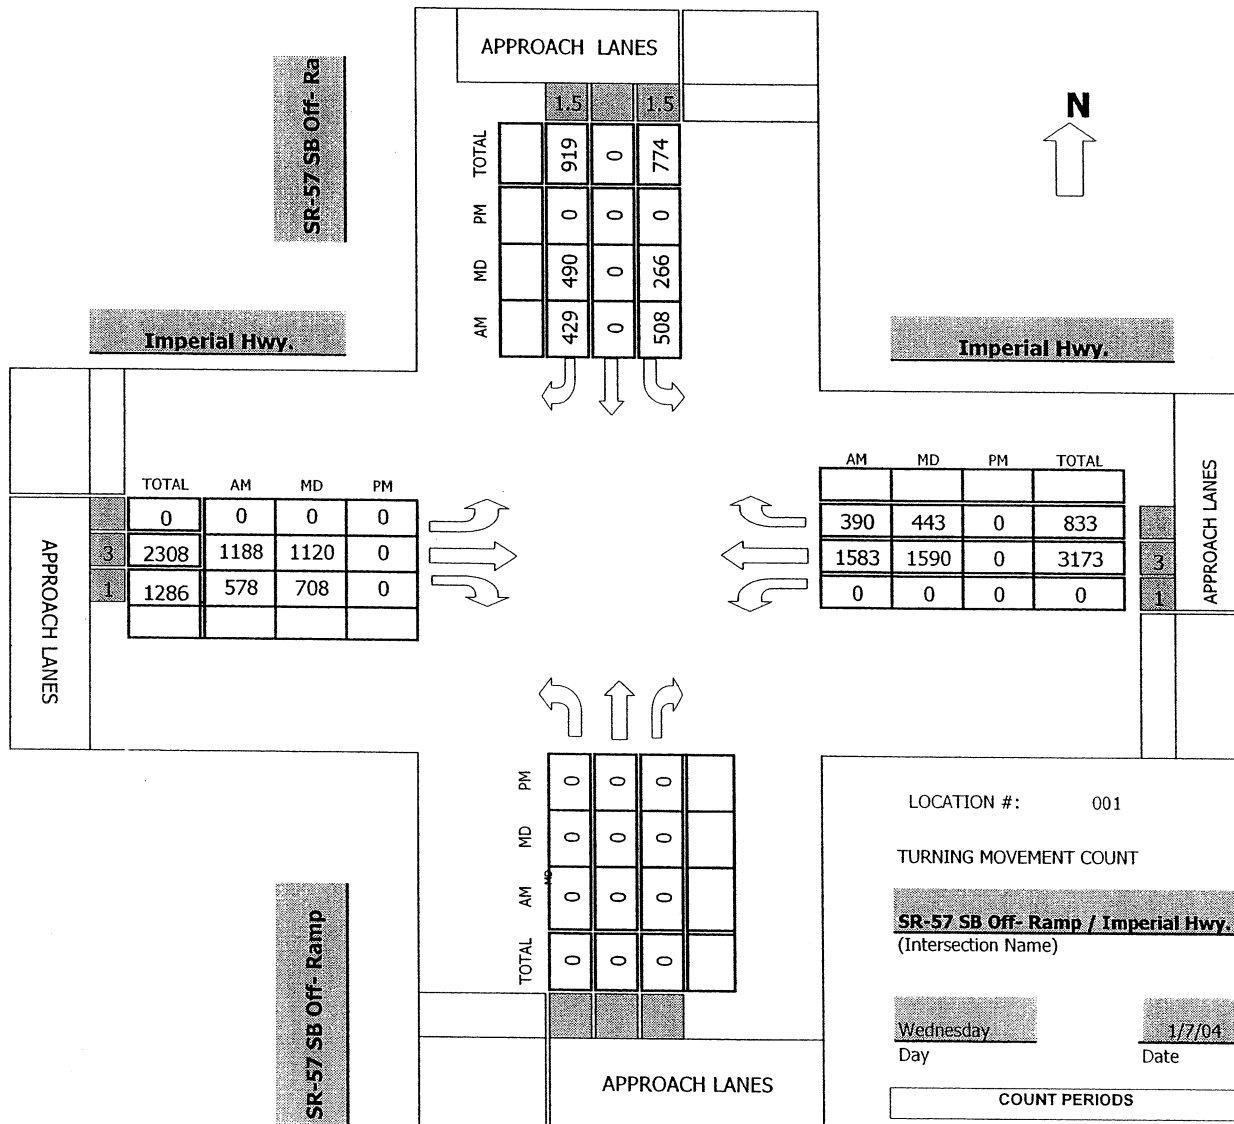 APPROACH LANES
1.5 1.5
SR-57 SB Off- Ra
TOTAL 919 0 774
PM 0 0 0
MD 490 0 266
AM 429 0 508
N
Imperial Hwy.
Imperial Hwy.
TOTAL AM MD PM
0 0 0 0
3 2308 1188 1120 0
1 1286 578 708 0
APPROACH LANES
AM MD PM TOTAL
390 443 0 833
1583 1590 0 3173 3
0 0 0 0 1
APPROACH LANES
PM 0 0 0
MD 0 0 0
AM 0 0 0
MD
TOTAL 0 0 0
APPROACH LANES
SR-57 SB Off- Ramp
LOCATION #: 001
TURNING MOVEMENT COUNT
SR-57 SB Off- Ramp / Imperial Hwy.
(Intersection Name)
Wednesday 1/7/04
Day Date
COUNT PERIODS